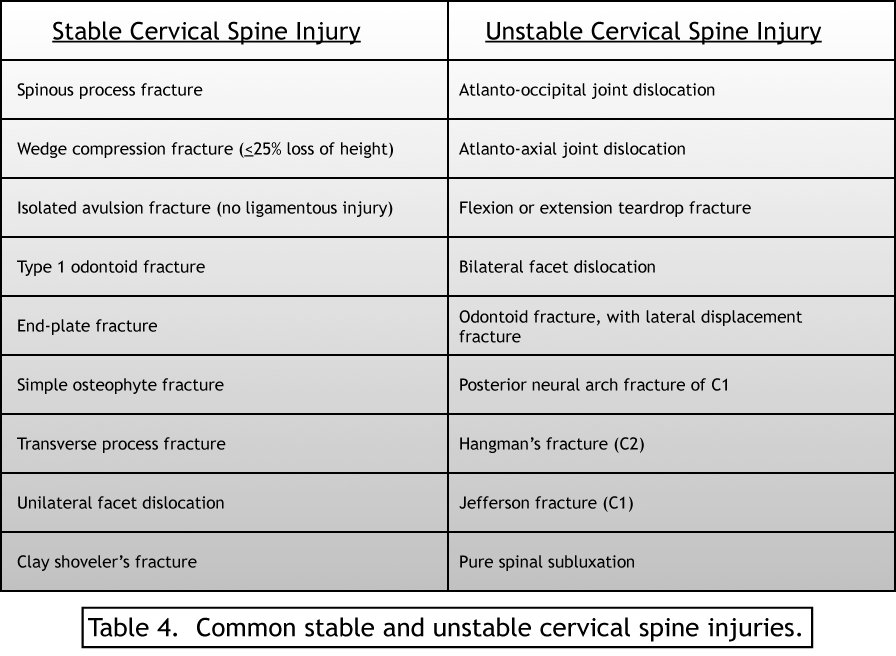 Stable Cervical Spine Injury
Unstable Cervical Spine Injury
Spinous process fracture
Atlanto-occipital joint dislocation
Wedge compression fracture (≤25% loss of height)
Atlanto-axial joint dislocation
Isolated avulsion fracture (no ligamentous injury)
Flexion or extension teardrop fracture
Type 1 odontoid fracture
Bilateral facet dislocation
End-plate fracture
Odontoid fracture, with lateral displacement
fracture
Simple osteophyte fracture
Posterior neural arch fracture of C1
Transverse process fracture
Hangman’s fracture (C2)
Unilateral facet dislocation
Jefferson fracture (C1)
Clay shoveler’s fracture
Pure spinal subluxation
Table 4. Common stable and unstable cervical spine injuries.